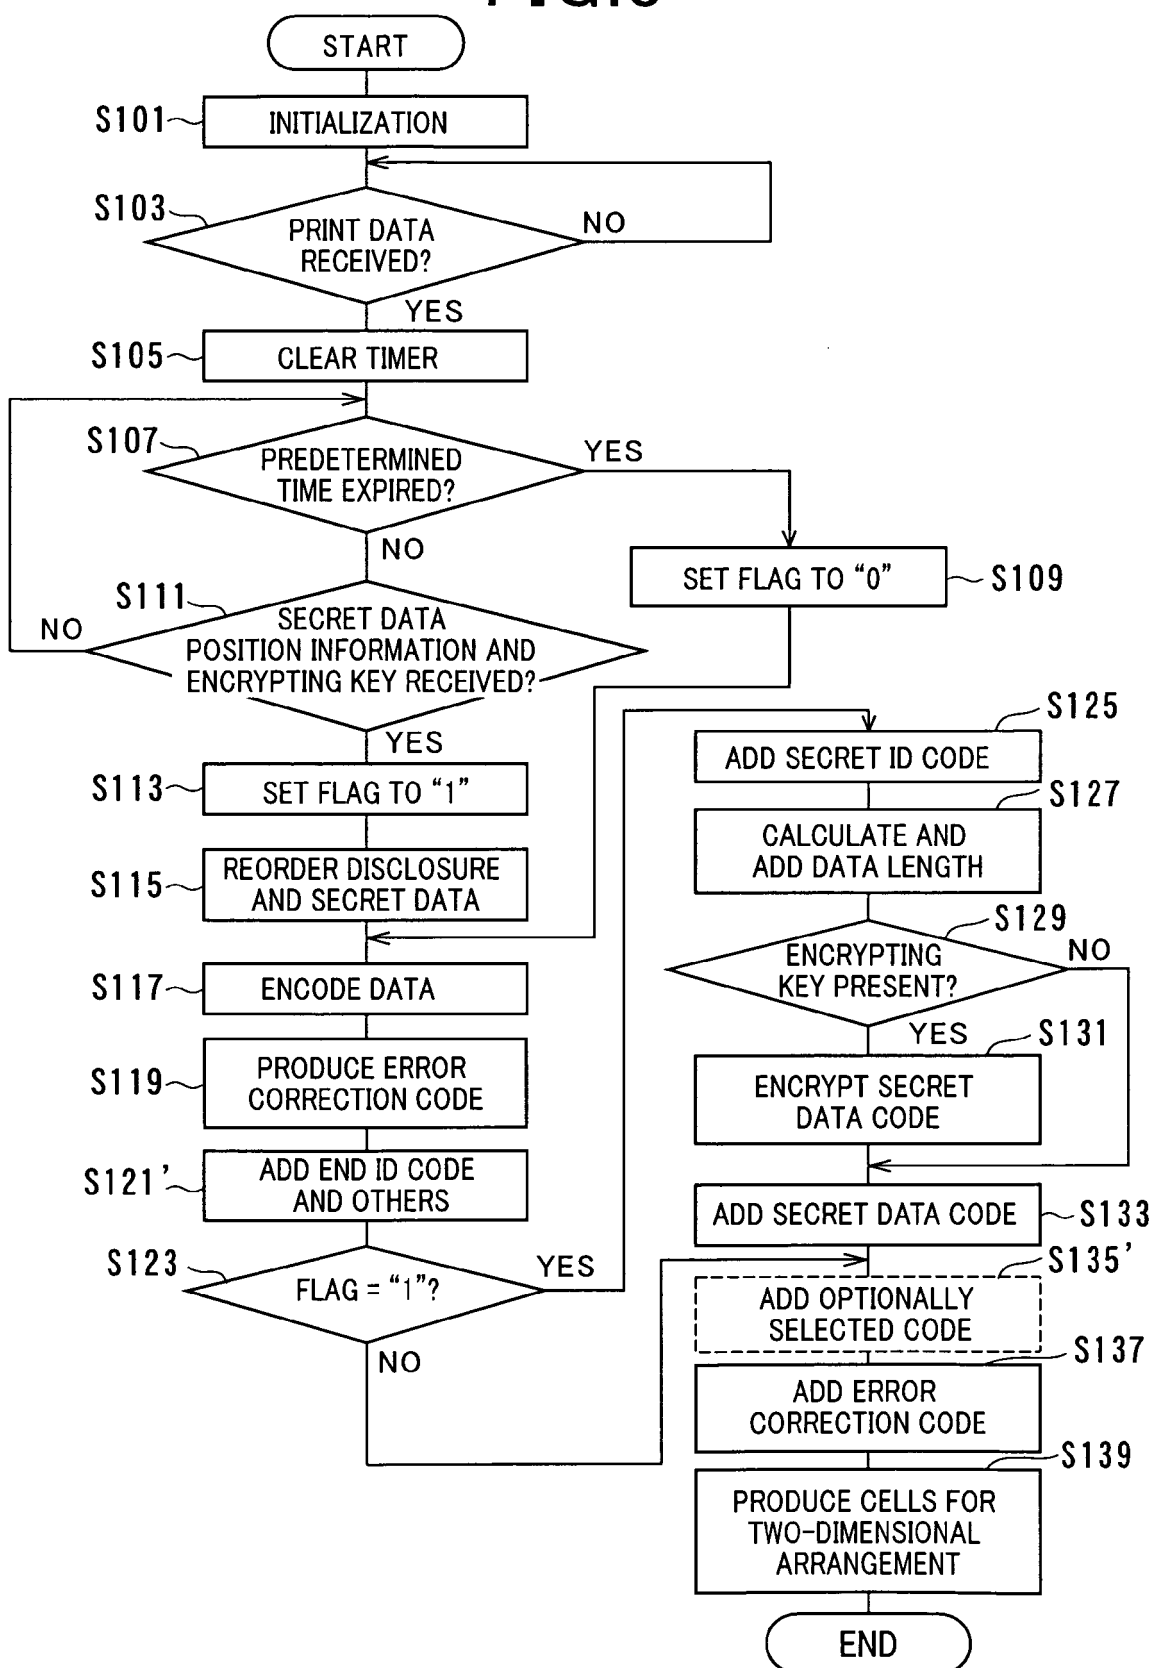 START
S101
INITIALIZATION
S103
PRINT DATA
RECEIVED?
NO
YES
S105
CLEAR TIMER
S107
PREDETERMINED
TIME EXPIRED?
YES
NO
SET FLAG TO “0”
S109
S111
SECRET DATA
POSITION INFORMATION AND
ENCRYPTING KEY RECEIVED?
NO
YES
S113
SET FLAG TO “1”
S115
REORDER DISCLOSURE
AND SECRET DATA
S117
ENCODE DATA
S119
PRODUCE ERROR
CORRECTION CODE
S121’
ADD END ID CODE
AND OTHERS
S123
FLAG = “1”?
YES
NO
S125
ADD SECRET ID CODE
S127
CALCULATE AND
ADD DATA LENGTH
S129
ENCRYPTING
KEY PRESENT?
NO
YES
S131
ENCRYPT SECRET
DATA CODE
ADD SECRET DATA CODE
S133
S135’
ADD OPTIONALLY
SELECTED CODE
S137
ADD ERROR
CORRECTION CODE
S139
PRODUCE CELLS FOR
TWO-DIMENSIONAL
ARRANGEMENT
END